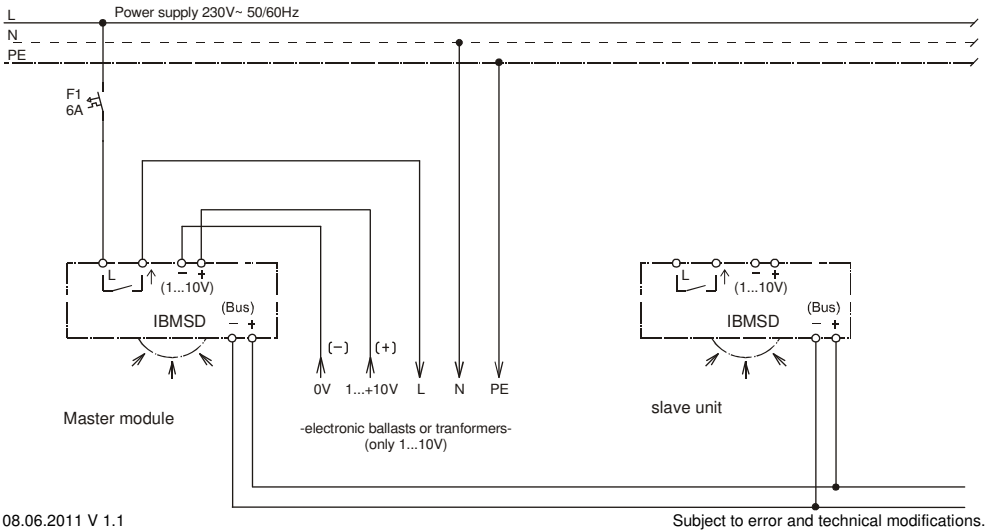 L
Power supply 230V~ 50/60Hz
N
PE
F1
6A
L
− +
(1...10V)
(Bus)
− +
IBMSD
L
− +
(1...10V)
(Bus)
− +
IBMSD
(−) (+)
0V 1...+10V L N PE
Master module
slave unit
-electronic ballasts or tranformers-
(only 1...10V)
08.06.2011 V 1.1
Subject to error and technical modifications.